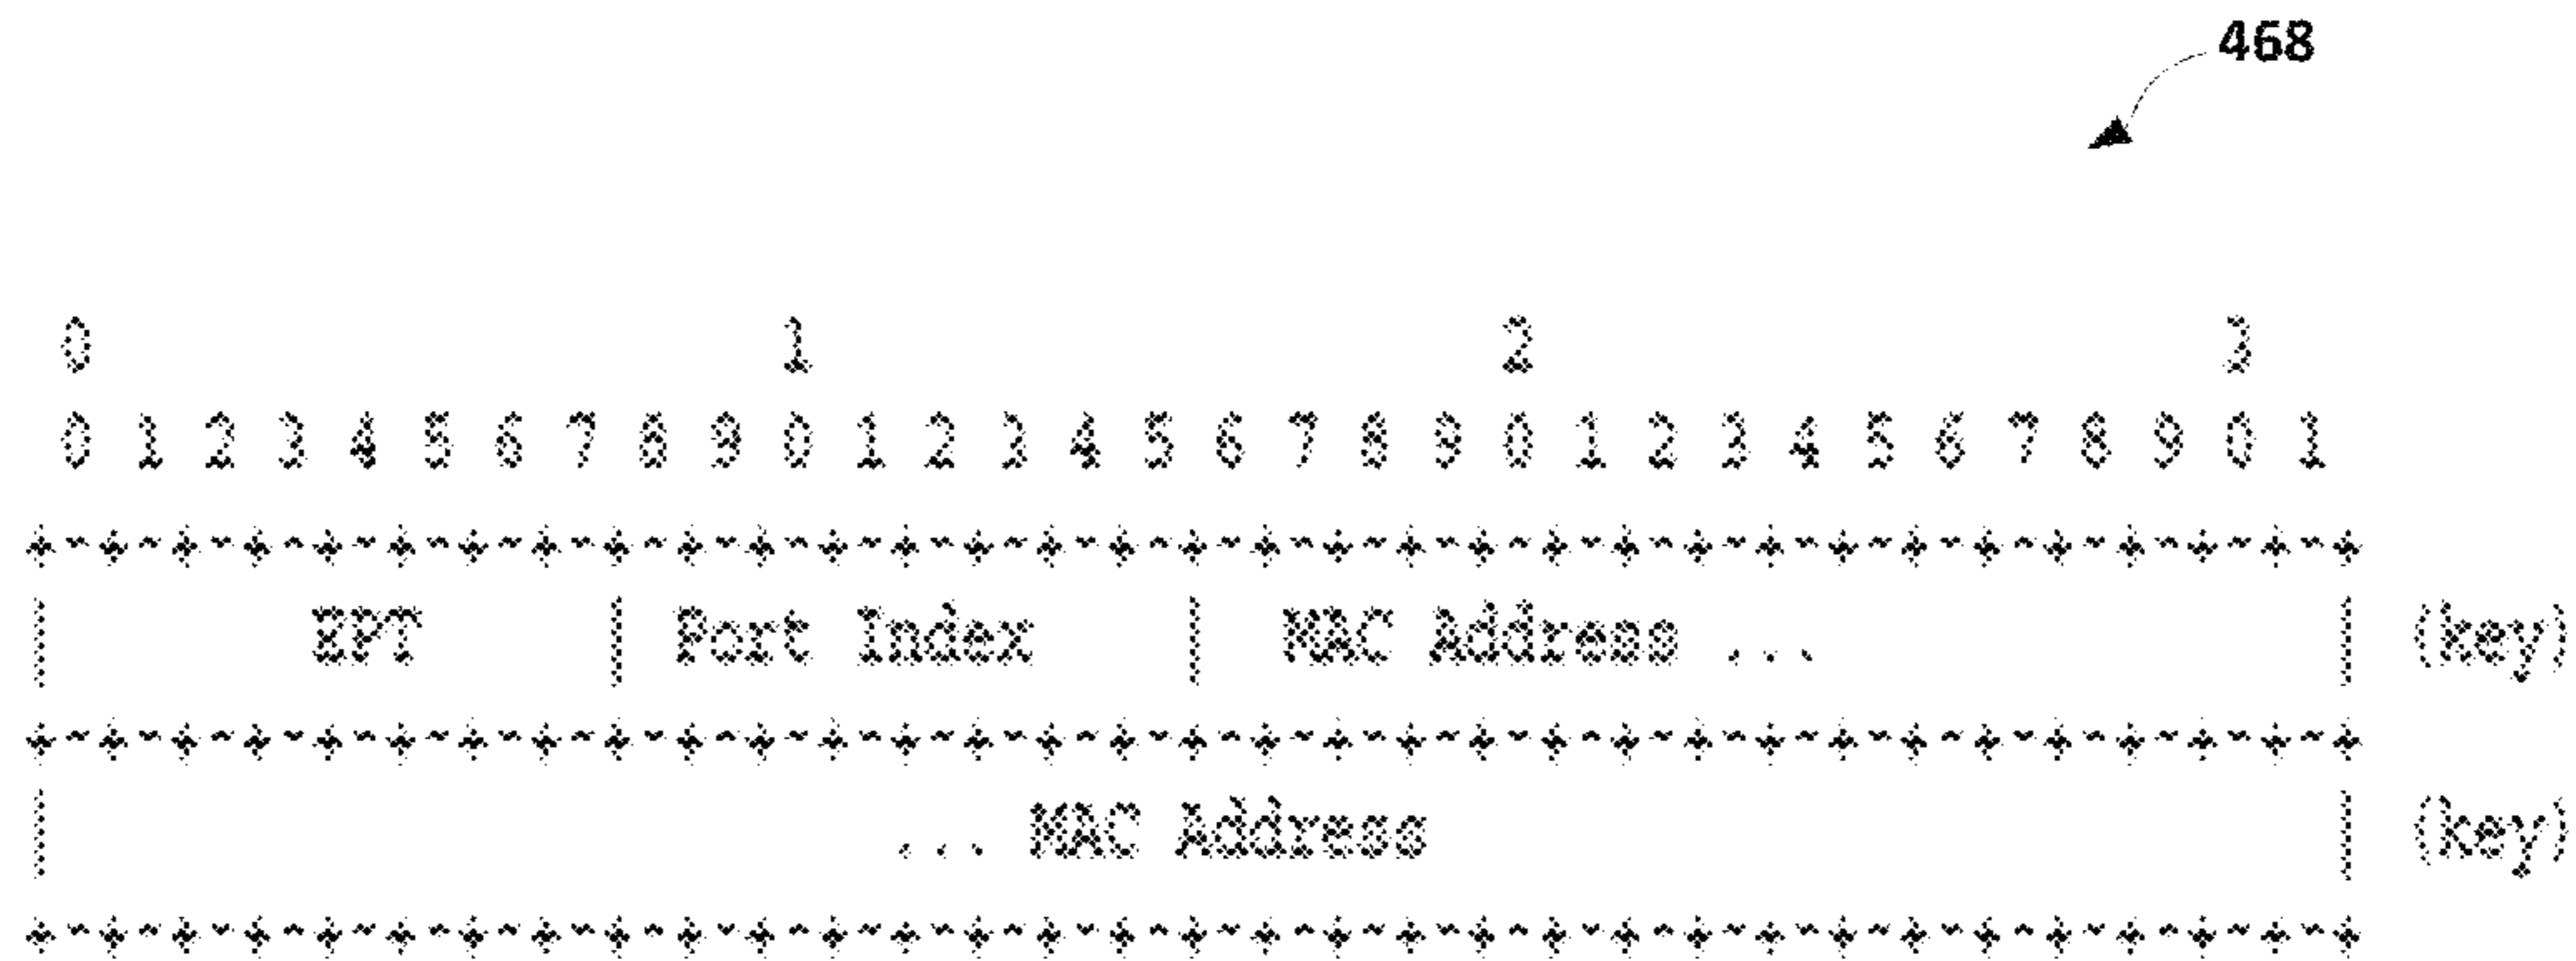 468
0 1 2 3
0 1 2 3 4 5 6 7 8 9 0 1 2 3 4 5 6 7 8 9 0 1 2 3 4 5 6 7 8 9 0 1
+-+-+-+-+-+-+-+-+-+-+-+-+-+-+-+-+-+-+-+-+-+-+-+-+-+-+-+-+-+-+-+-+
| EPT | Port Index | MAC Address ... | (key)
+-+-+-+-+-+-+-+-+-+-+-+-+-+-+-+-+-+-+-+-+-+-+-+-+-+-+-+-+-+-+-+-+
| ... MAC Address | (key)
+-+-+-+-+-+-+-+-+-+-+-+-+-+-+-+-+-+-+-+-+-+-+-+-+-+-+-+-+-+-+-+-+